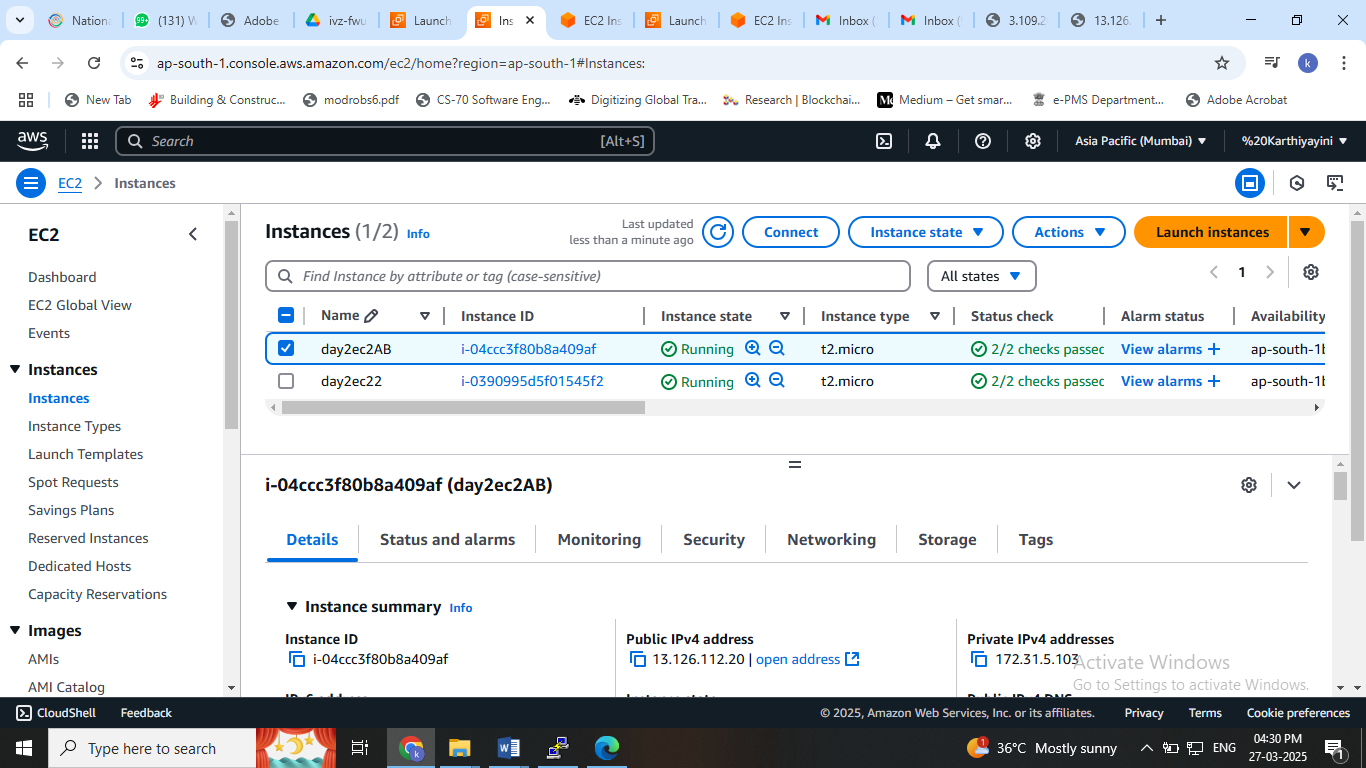 Nation
(131) W
Adobe
ivz-fwu
Launch
Ins
EC2 Ins
Launch
EC2 Ins
Inbox (
Inbox (
3.109.2
13.126.
ap-south-1.console.aws.amazon.com/ec2/home?region=ap-south-1#Instances:
k
New Tab
Building & Construc...
modrobs6.pdf
CS-70 Software Eng...
Digitizing Global Tra...
Research | Blockchai...
Medium – Get smar...
e-PMS Department...
Adobe Acrobat
aws
Search [Alt+S]
Asia Pacific (Mumbai)
%20Karthiyayini
EC2 > Instances
EC2
Dashboard
EC2 Global View
Events
Instances
Instances
Instance Types
Launch Templates
Spot Requests
Savings Plans
Reserved Instances
Dedicated Hosts
Capacity Reservations
Images
AMIs
AMI Catalog
Instances (1/2) Info
Last updated
less than a minute ago
Connect
Instance state
Actions
Launch instances
Find Instance by attribute or tag (case-sensitive)
All states
1
Name Instance ID Instance state Instance type Status check Alarm status Availability
day2ec2AB i-04ccc3f80b8a409af Running t2.micro 2/2 checks passed View alarms + ap-south-1b
day2ec22 i-0390995d5f01545f2 Running t2.micro 2/2 checks passed View alarms + ap-south-1b
i-04ccc3f80b8a409af (day2ec2AB)
Details Status and alarms Monitoring Security Networking Storage Tags
Instance summary Info
Instance ID
i-04ccc3f80b8a409af
Public IPv4 address
13.126.112.20 | open address
Private IPv4 addresses
172.31.5.103
Activate Windows
Go to Settings to activate Windows.
CloudShell Feedback
© 2025, Amazon Web Services, Inc. or its affiliates. Privacy Terms Cookie preferences
Type here to search
36°C Mostly sunny
ENG
04:30 PM
27-03-2025
1